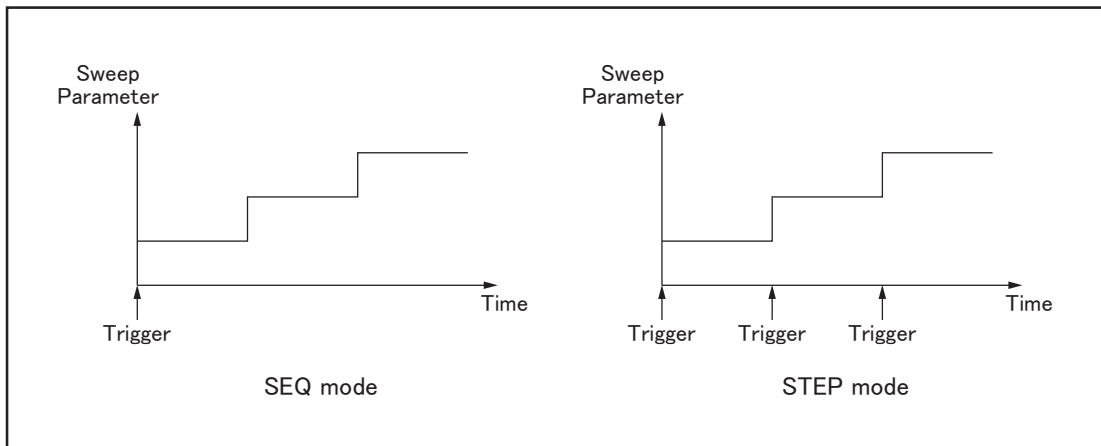 Sweep
Parameter
Time
Trigger
SEQ mode
Sweep
Parameter
Time
Trigger Trigger Trigger
STEP mode